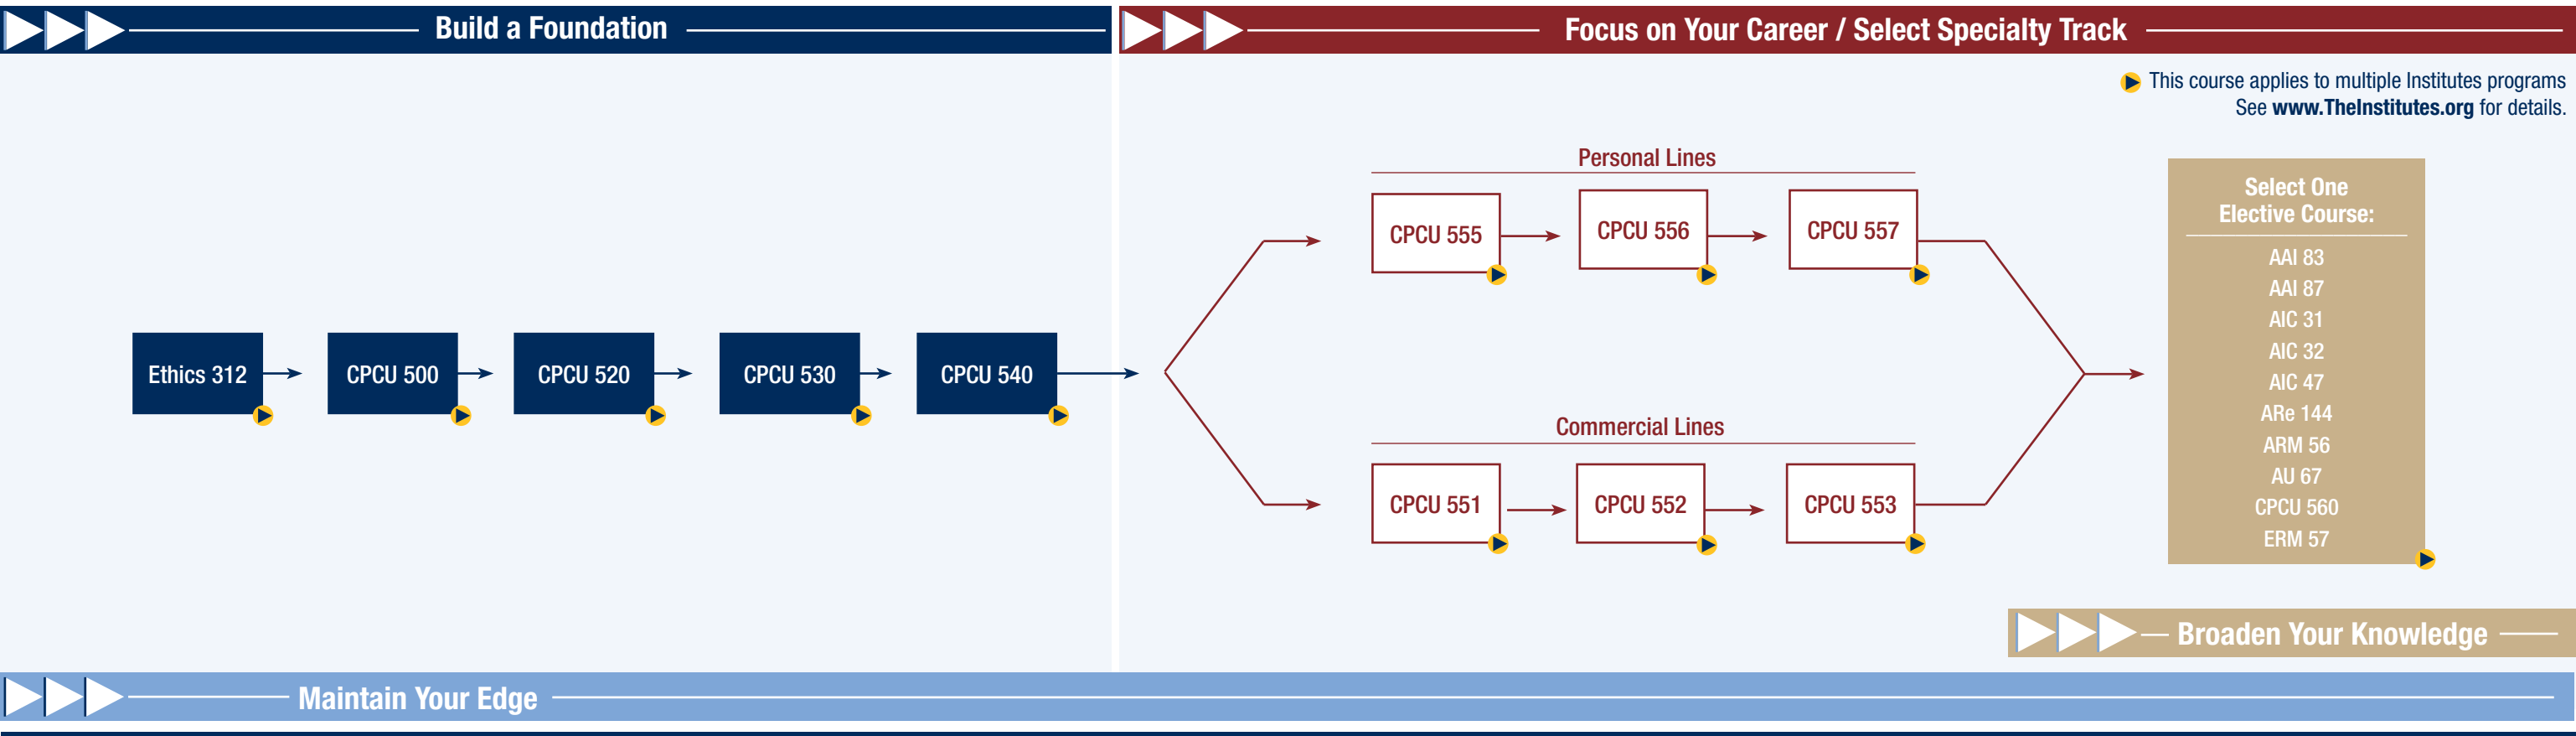 Build a Foundation
Focus on Your Career / Select Specialty Track
This course applies to multiple Institutes programs
See www.TheInstitutes.org for details.
Ethics 312
CPCU 500
CPCU 520
CPCU 530
CPCU 540
Personal Lines
CPCU 555
CPCU 556
CPCU 557
Commercial Lines
CPCU 551
CPCU 552
CPCU 553
Select One
Elective Course:
AAI 83
AAI 87
AIC 31
AIC 32
AIC 47
ARe 144
ARM 56
AU 67
CPCU 560
ERM 57
Broaden Your Knowledge
Maintain Your Edge